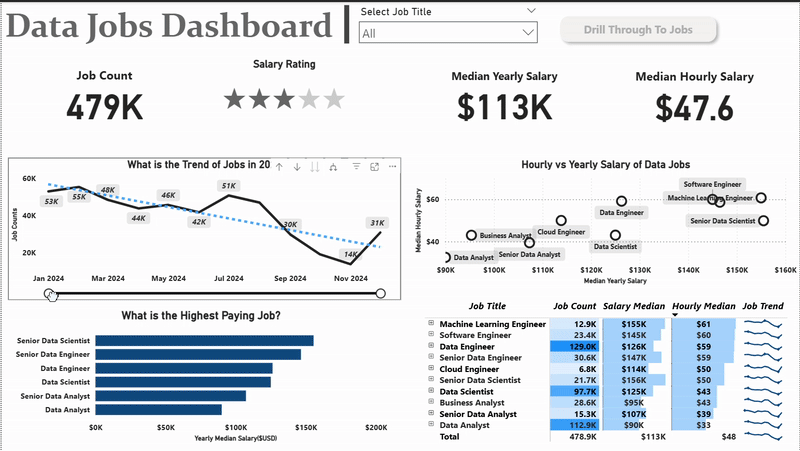 Data Jobs Dashboard
Select Job Title
All
Drill Through To Jobs
Job Count
479K
Salary Rating
Median Yearly Salary
$113K
Median Hourly Salary
$47.6
What is the Trend of Jobs in 20
60K
40K
20K
Job Counts
53K
55K
48K
44K
46K
42K
51K
30K
14K
31K
Jan 2024
Mar 2024
May 2024
Jul 2024
Sep 2024
Nov 2024
Hourly vs Yearly Salary of Data Jobs
Median Hourly Salary
$60
$40
Software Engineer
Machine Learning Engineer
Data Engineer
Senior Data Scientist
Cloud Engineer
Business Analyst
Data Scientist
Senior Data Analyst
Data Analyst
$90K
$100K
$110K
$120K
$130K
$140K
$150K
$160K
Median Yearly Salary
What is the Highest Paying Job?
Senior Data Scientist
Senior Data Engineer
Data Engineer
Data Scientist
Senior Data Analyst
Data Analyst
$0K
$50K
$100K
$150K
$200K
Yearly Median Salary($USD)
Job Title Job Count Salary Median Hourly Median Job Trend
Machine Learning Engineer 12.9K $155K $61
Software Engineer 23.4K $145K $60
Data Engineer 129.0K $126K $59
Senior Data Engineer 30.6K $147K $59
Cloud Engineer 6.8K $114K $50
Senior Data Scientist 21.7K $156K $50
Data Scientist 97.7K $125K $43
Business Analyst 28.6K $95K $43
Senior Data Analyst 15.3K $107K $39
Data Analyst 112.9K $90K $33
Total 478.9K $113K $48